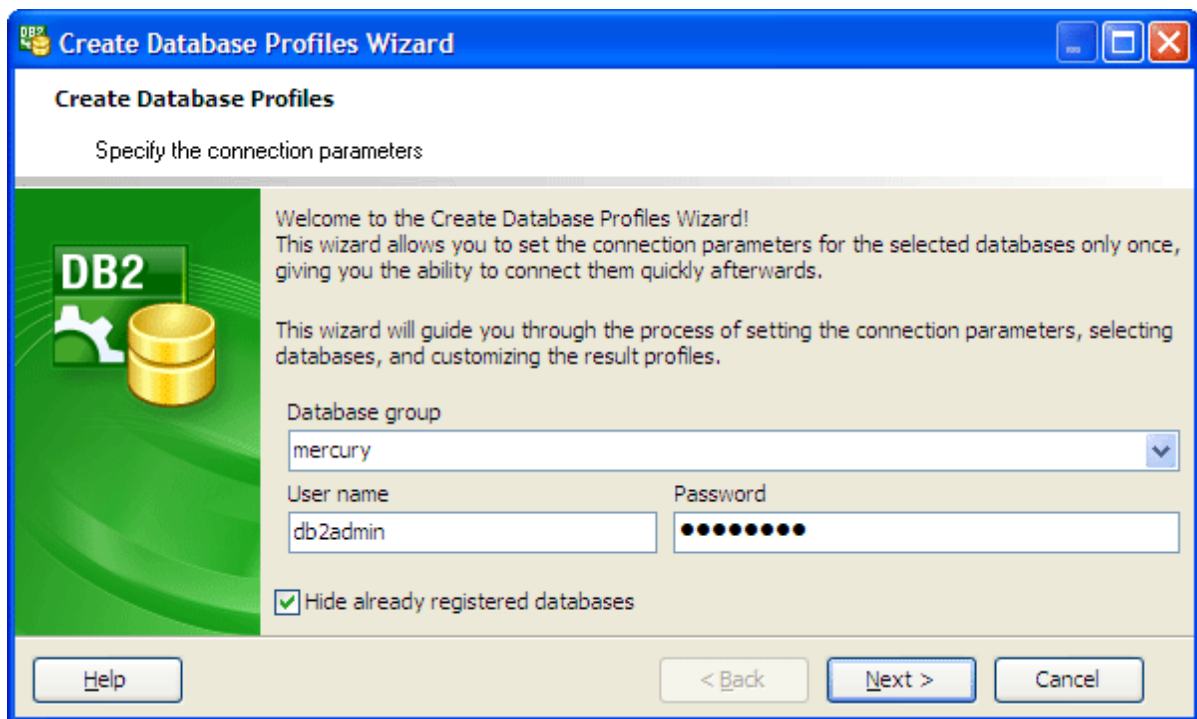 Create Database Profiles Wizard
Create Database Profiles
Specify the connection parameters
DB2
Welcome to the Create Database Profiles Wizard!
This wizard allows you to set the connection parameters for the selected databases only once,
giving you the ability to connect them quickly afterwards.
This wizard will guide you through the process of setting the connection parameters, selecting
databases, and customizing the result profiles.
Database group
mercury
User name
Password
db2admin
●●●●●●●●
Hide already registered databases
Help
< Back
Next >
Cancel